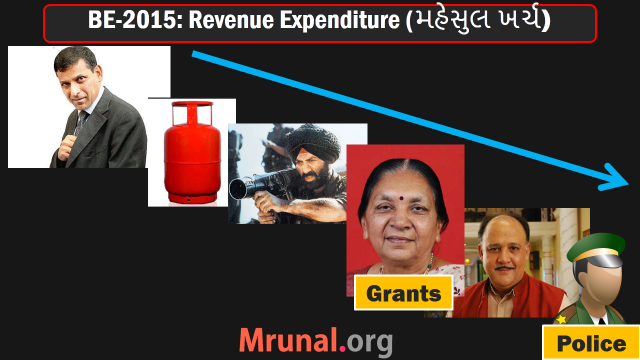 BE-2015: Revenue Expenditure (મહેસુલ ખર્ચ)
Grants
Police
Mrunal.org